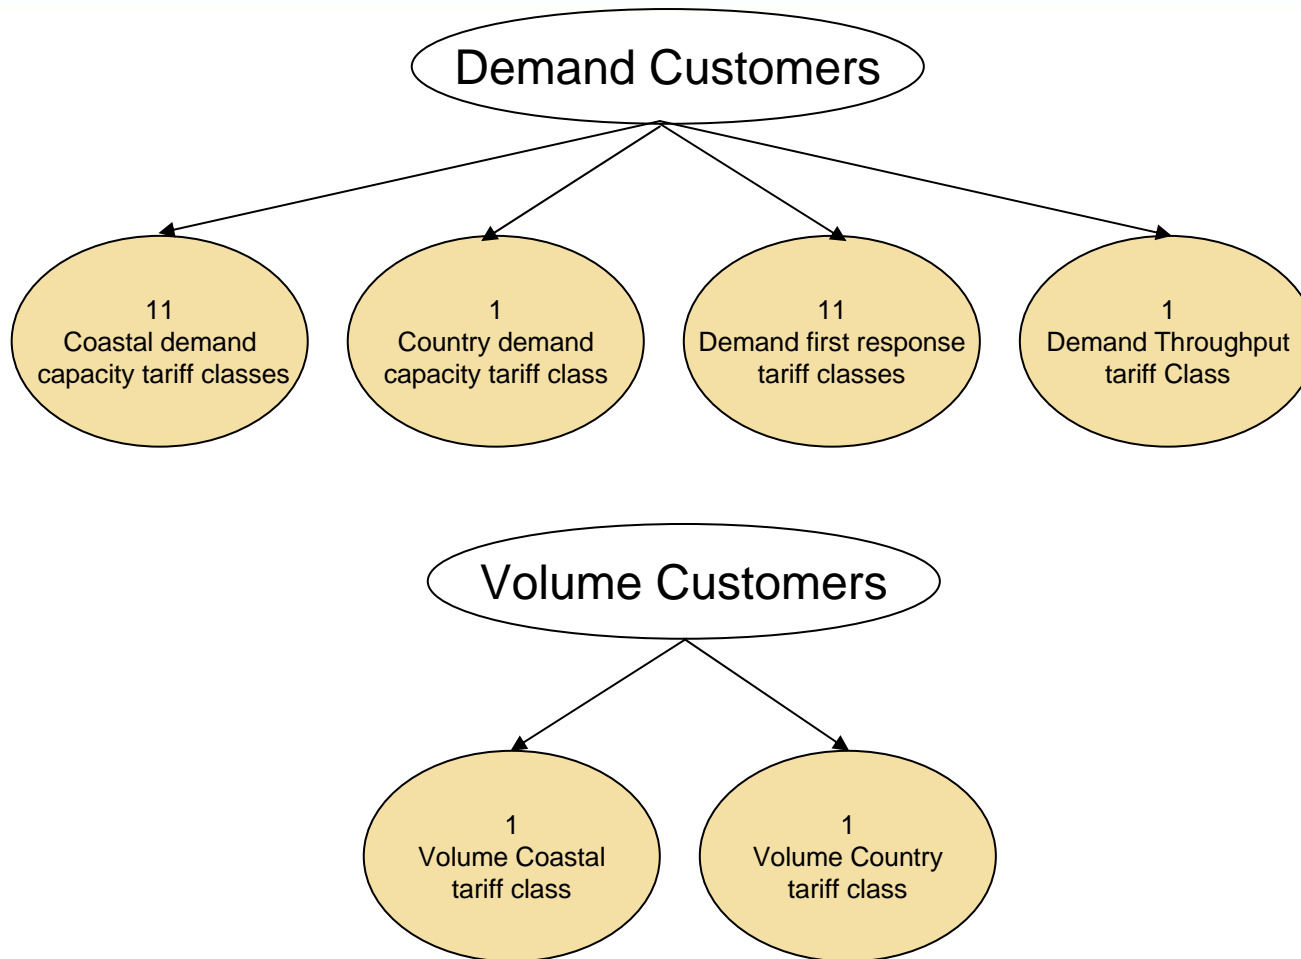 Demand Customers
11
Coastal demand
capacity tariff classes
1
Country demand
capacity tariff class
11
Demand first response
tariff classes
1
Demand Throughput
tariff Class
Volume Customers
1
Volume Coastal
tariff class
1
Volume Country
tariff class